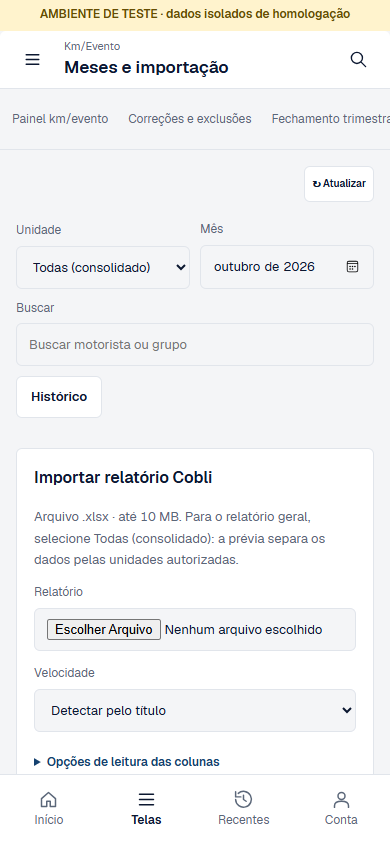 AMBIENTE DE TESTE · dados isolados de homologação
Km/Evento
Meses e importação
Painel km/evento Correções e exclusões Fechamento trimestra
↻ Atualizar
Unidade Mês
Todas (consolidado) outubro de 2026
Buscar
Buscar motorista ou grupo
Histórico
Importar relatório Cobli
Arquivo .xlsx · até 10 MB. Para o relatório geral,
selecione Todas (consolidado): a prévia separa os
dados pelas unidades autorizadas.
Relatório
Escolher Arquivo Nenhum arquivo escolhido
Velocidade
Detectar pelo título
Opções de leitura das colunas
Início Telas Recentes Conta